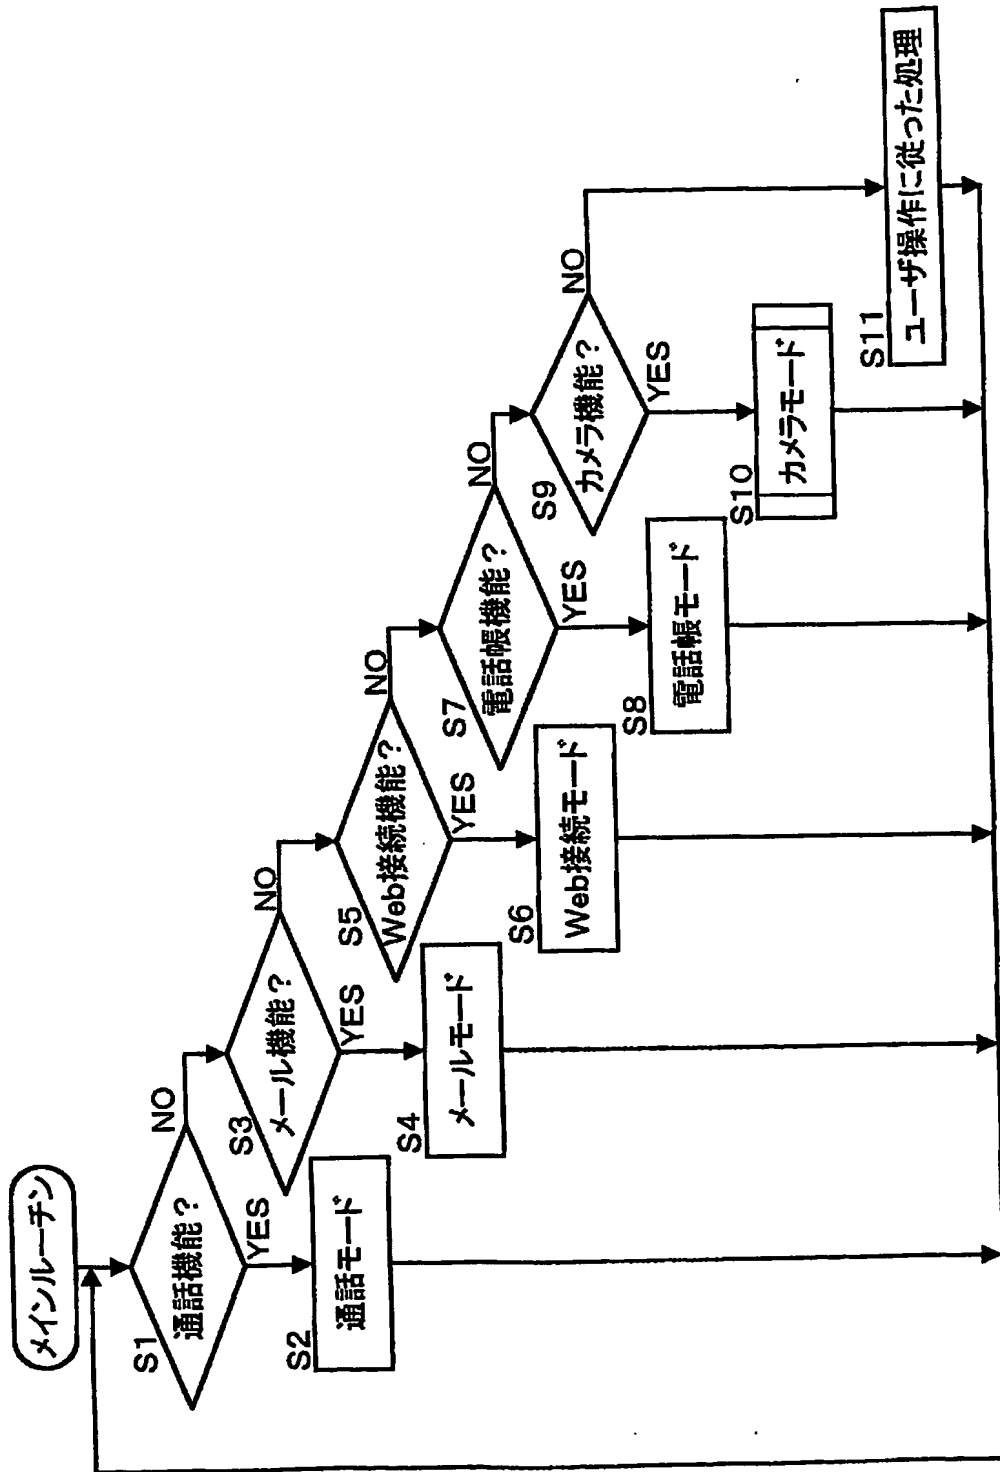 メインルーチン
S1
通話機能？
NO
YES
S2
通話モード
S3
メール機能？
NO
YES
S4
メールモード
S5
Web接続機能？
NO
YES
S6
Web接続モード
S7
電話帳機能？
NO
YES
S8
電話帳モード
S9
カメラ機能？
NO
YES
S10
カメラモード
S11
ユーザ操作に従った処理